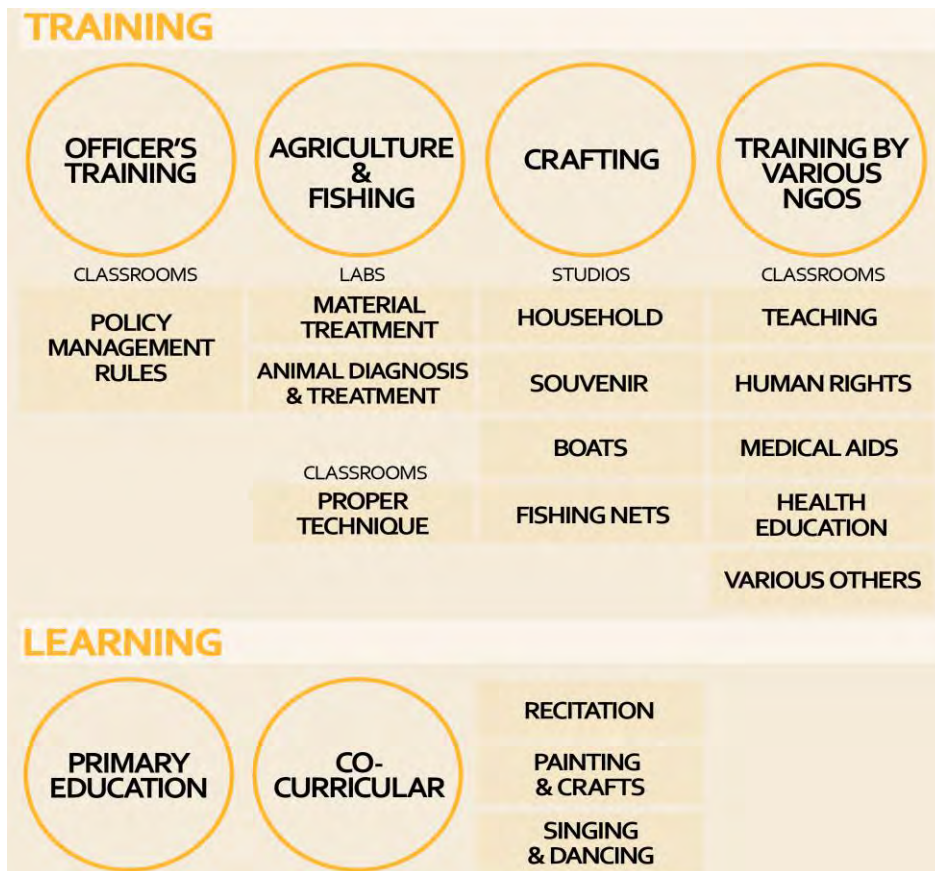 TRAINING
OFFICER'S
TRAINING
AGRICULTURE
&
FISHING
CRAFTING
TRAINING BY
VARIOUS
NGOS
CLASSROOMS
POLICY
MANAGEMENT
RULES
LABS
MATERIAL
TREATMENT
ANIMAL DIAGNOSIS
& TREATMENT
CLASSROOMS
PROPER
TECHNIQUE
STUDIOS
HOUSEHOLD
SOUVENIR
BOATS
FISHING NETS
CLASSROOMS
TEACHING
HUMAN RIGHTS
MEDICAL AIDS
HEALTH
EDUCATION
VARIOUS OTHERS
LEARNING
PRIMARY
EDUCATION
CO-
CURRICULAR
RECITATION
PAINTING
& CRAFTS
SINGING
& DANCING